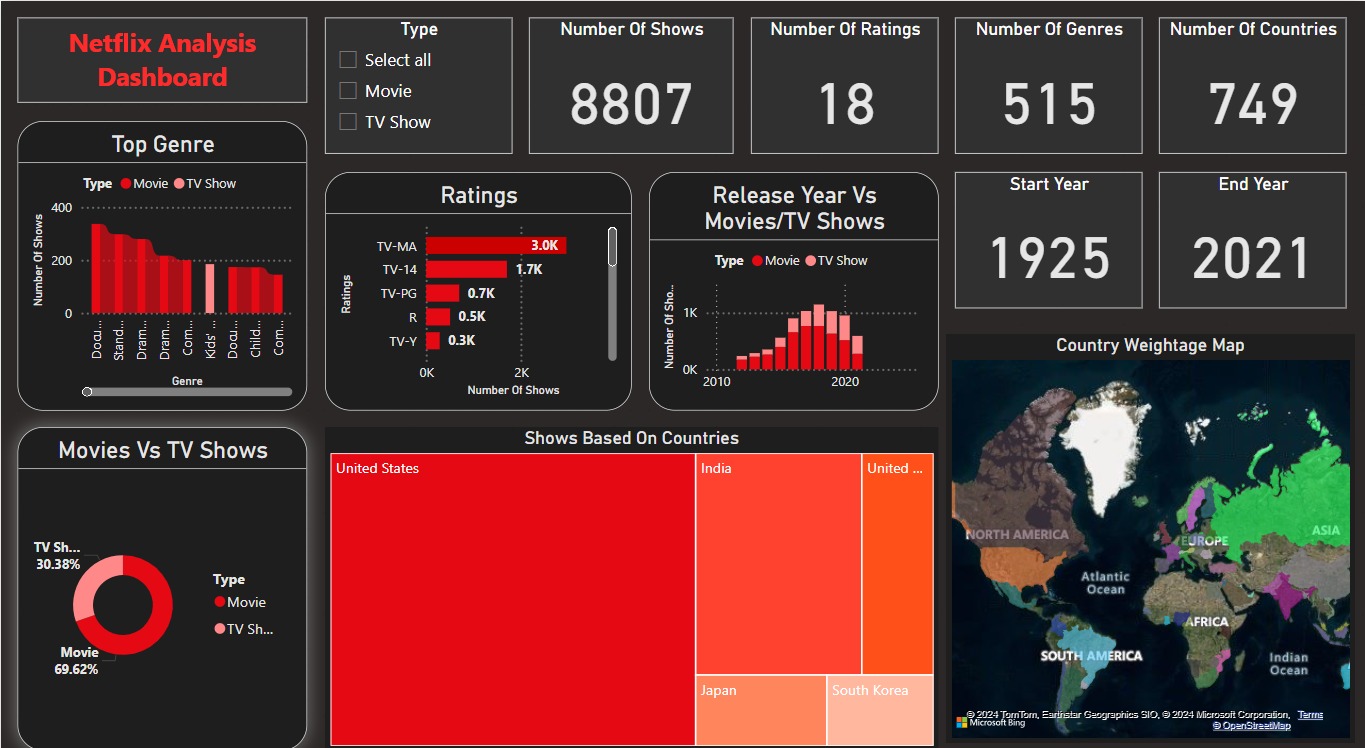 Netflix Analysis
Dashboard
Type
Select all
Movie
TV Show
Number Of Shows
8807
Number Of Ratings
18
Number Of Genres
515
Number Of Countries
749
Top Genre
Type Movie TV Show
Number Of Shows
400
200
0
Docu...
Stand...
Dram...
Dram...
Com...
Kids' ...
Docu...
Child...
Com...
Genre
Ratings
Ratings
TV-MA 3.0K
TV-14 1.7K
TV-PG 0.7K
R 0.5K
TV-Y 0.3K
0K 2K
Number Of Shows
Release Year Vs
Movies/TV Shows
Type Movie TV Show
Number Of Sho...
1K
0K
2010 2020
Start Year
1925
End Year
2021
Movies Vs TV Shows
TV Sh...
30.38%
Movie
69.62%
Type
Movie
TV Sh...
Shows Based On Countries
United States
India
United ...
Japan
South Korea
Country Weightage Map
NORTH AMERICA
EUROPE
ASIA
Atlantic
Ocean
AFRICA
SOUTH AMERICA
Indian
Ocean
© 2024 TomTom, Earthstar Geographics SIO, © 2024 Microsoft Corporation, Terms
Microsoft Bing
© OpenStreetMap